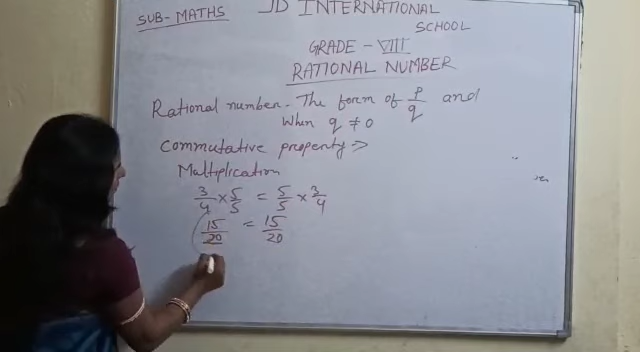 SUB- MATHS JD INTERNATIONAL
SCHOOL
GRADE - VIII
RATIONAL NUMBER
Rational number - The form of p/q and
When q ≠ 0
Commutative property →
Multiplication
3/4 × 5/5 = 5/5 × 3/4
15/20 = 15/20